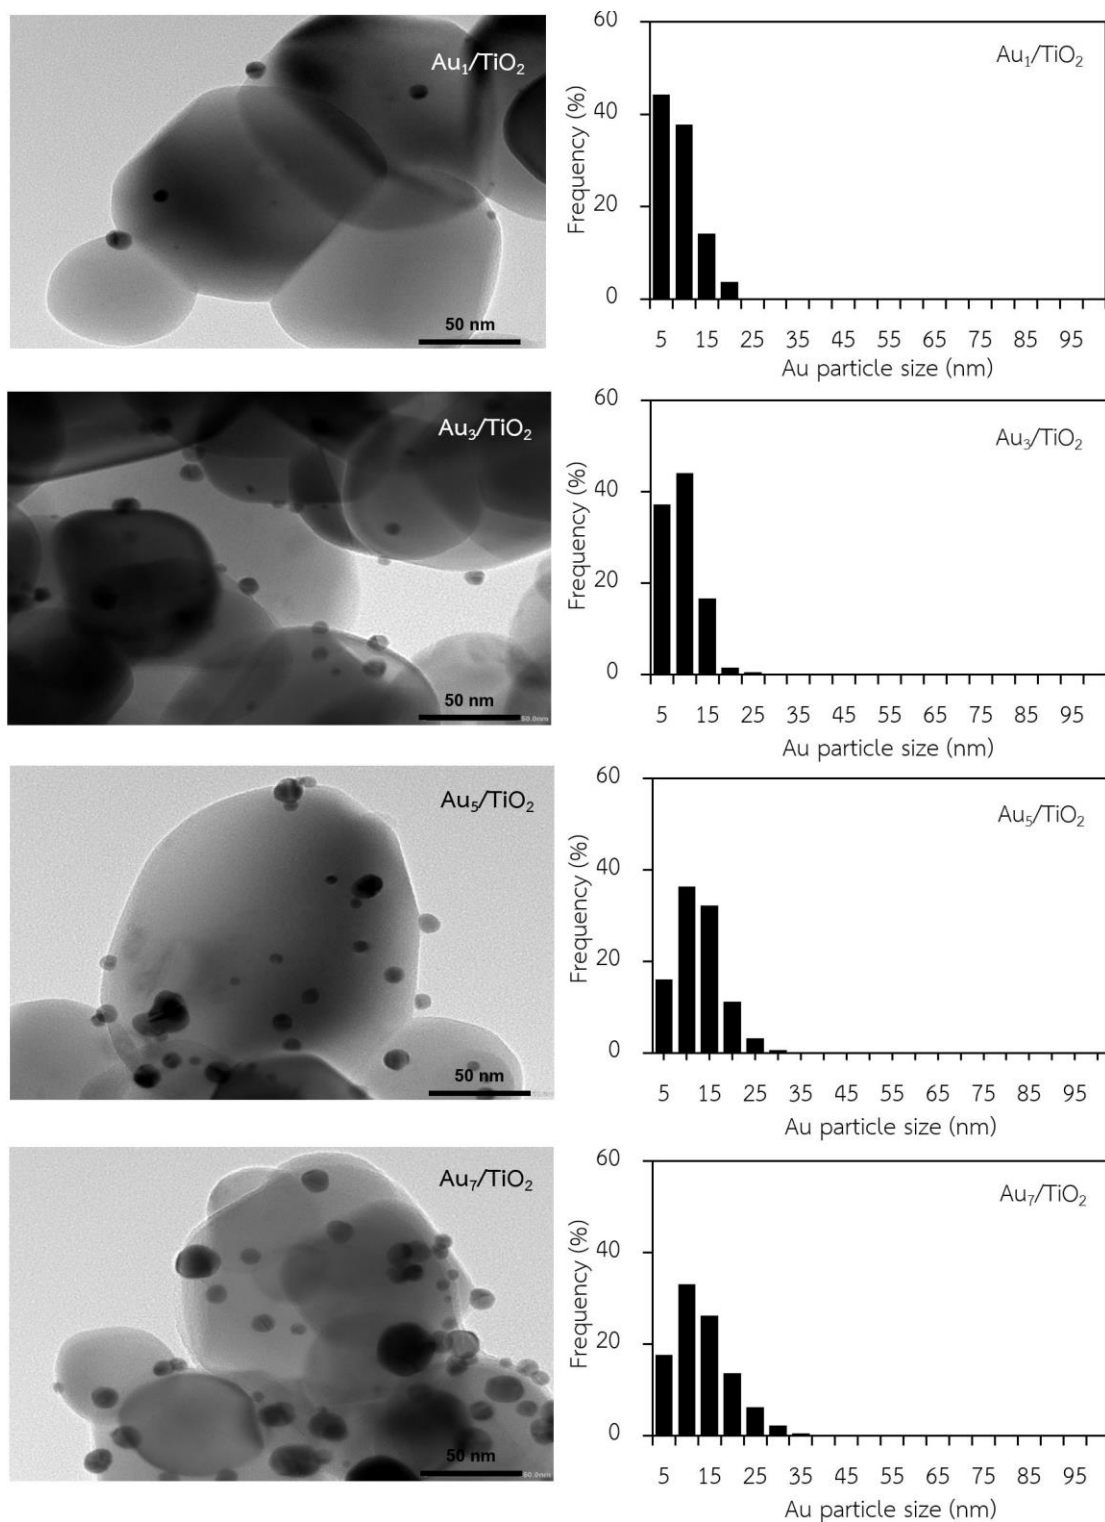 Au₁/TiO₂
50 nm
Frequency (%)
60
40
20
0
Au₁/TiO₂
5 15 25 35 45 55 65 75 85 95
Au particle size (nm)
Au₃/TiO₂
50 nm
50.0nm
Frequency (%)
60
40
20
0
Au₃/TiO₂
5 15 25 35 45 55 65 75 85 95
Au particle size (nm)
Au₅/TiO₂
50 nm
Frequency (%)
60
40
20
0
Au₅/TiO₂
5 15 25 35 45 55 65 75 85 95
Au particle size (nm)
Au₇/TiO₂
50 nm
50.0nm
Frequency (%)
60
40
20
0
Au₇/TiO₂
5 15 25 35 45 55 65 75 85 95
Au particle size (nm)